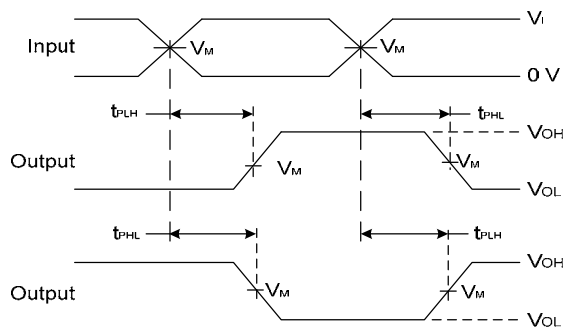 Input VM VM VI
0 V
tPLH tPHL
Output VM VM VOH
VOL
tPHL tPLH
Output VM VM VOH
VOL